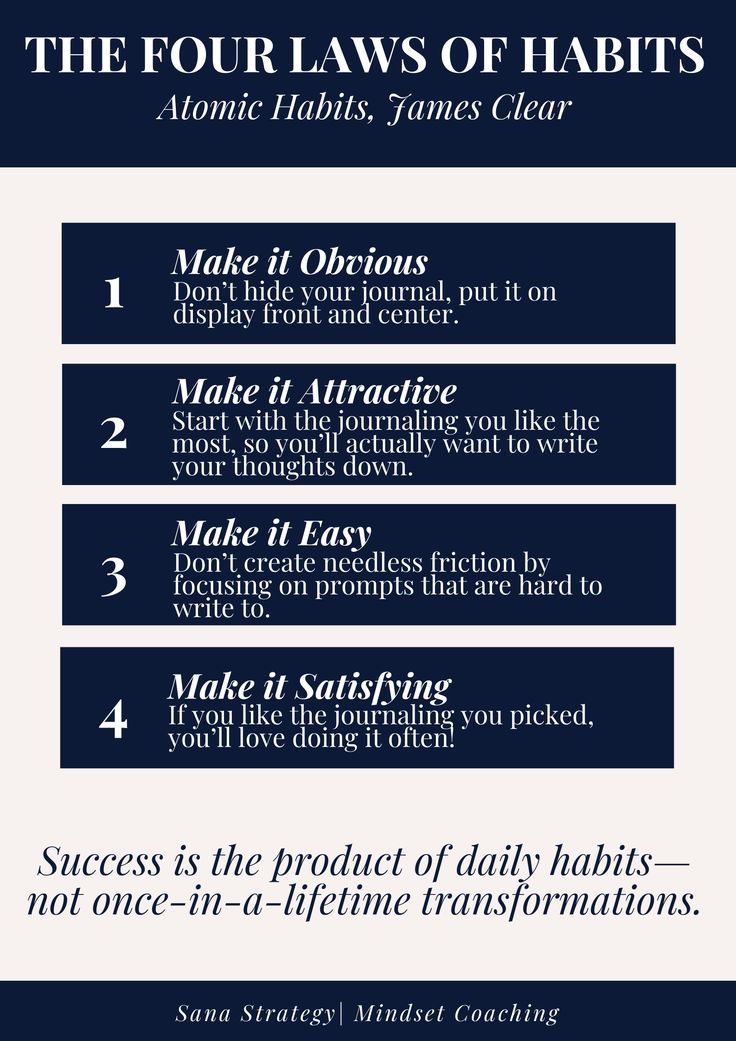 THE FOUR LAWS OF HABITS
Atomic Habits, James Clear
1
Make it Obvious
Don't hide your journal, put it on
display front and center.
2
Make it Attractive
Start with the journaling you like the
most, so you'll actually want to write
your thoughts down.
3
Make it Easy
Don't create needless friction by
focusing on prompts that are hard to
write to.
4
Make it Satisfying
If you like the journaling you picked,
you'll love doing it often!
Success is the product of daily habits—
not once-in-a-lifetime transformations.
Sana Strategy| Mindset Coaching